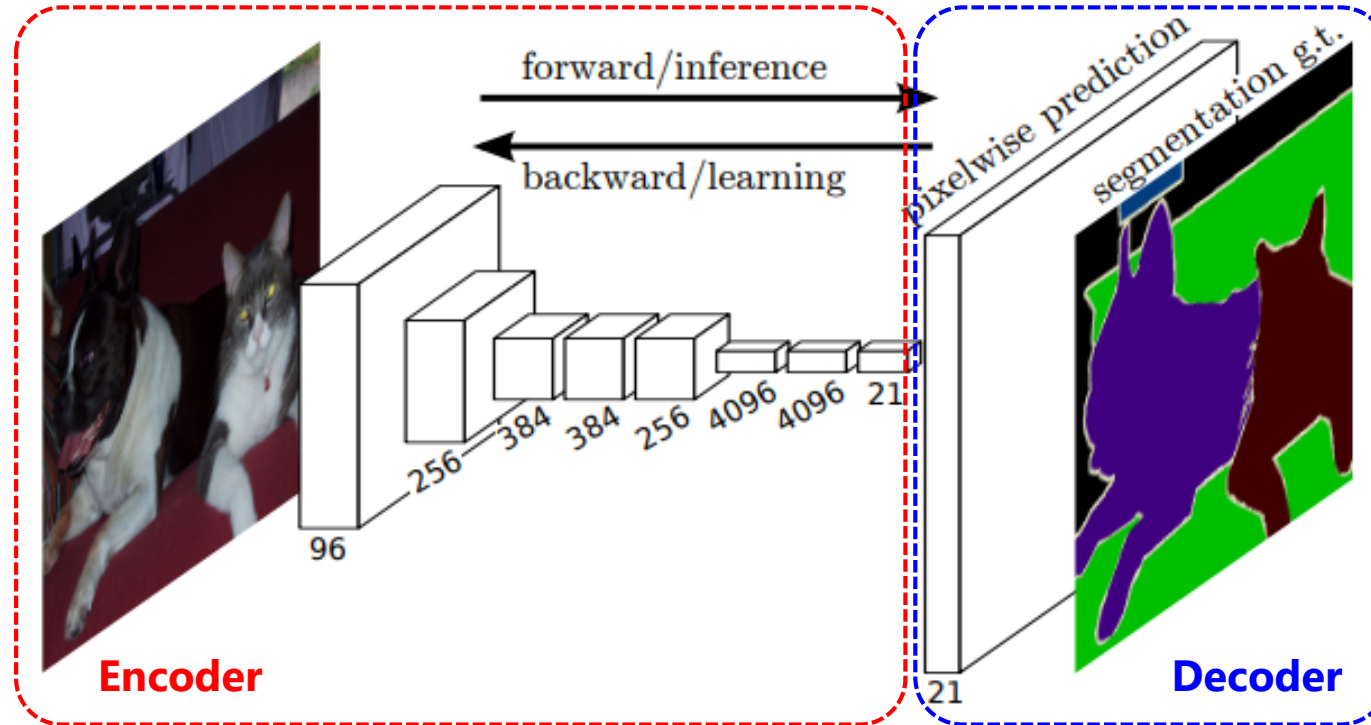 forward/inference
backward/learning
pixelwise prediction
segmentation g.t.
96
256
384
384
256
4096
4096
21
21
Encoder
Decoder